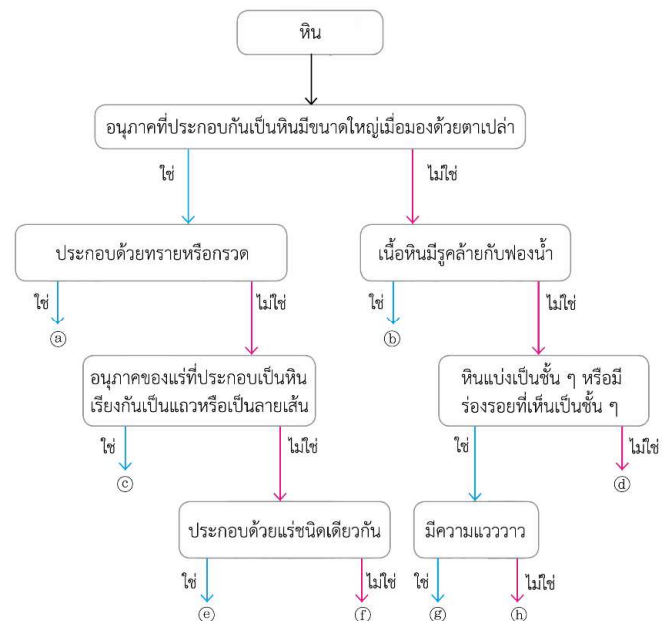 หิน
อนุภาคที่ประกอบกันเป็นหินมีขนาดใหญ่เมื่อมองด้วยตาเปล่า
ใช่
ไม่ใช่
ประกอบด้วยทรายหรือกรวด
เนื้อหินมีรูคล้ายกับฟองน้ำ
ใช่
ไม่ใช่
ใช่
ไม่ใช่
ⓐ
ⓑ
อนุภาคของแร่ที่ประกอบเป็นหิน
เรียงกันเป็นแถวหรือเป็นลายเส้น
หินแบ่งเป็นชั้น ๆ หรือมี
ร่องรอยที่เห็นเป็นชั้น ๆ
ใช่
ไม่ใช่
ใช่
ไม่ใช่
ⓒ
ⓓ
ประกอบด้วยแร่ชนิดเดียวกัน
มีความแวววาว
ใช่
ไม่ใช่
ใช่
ไม่ใช่
ⓔ
ⓕ
ⓖ
ⓗ